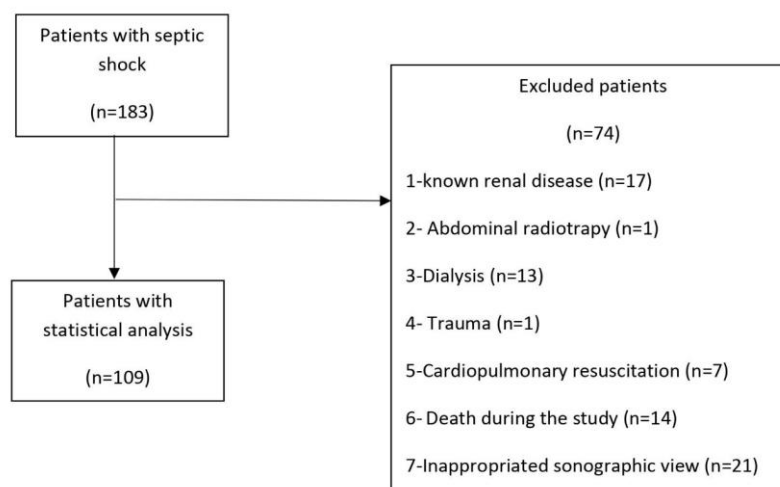 Patients with septic
shock
(n=183)
Excluded patients
(n=74)
1-known renal disease (n=17)
2- Abdominal radiotrapy (n=1)
3-Dialysis (n=13)
4- Trauma (n=1)
5-Cardiopulmonary resuscitation (n=7)
6- Death during the study (n=14)
7-Inappropriated sonographic view (n=21)
Patients with
statistical analysis
(n=109)